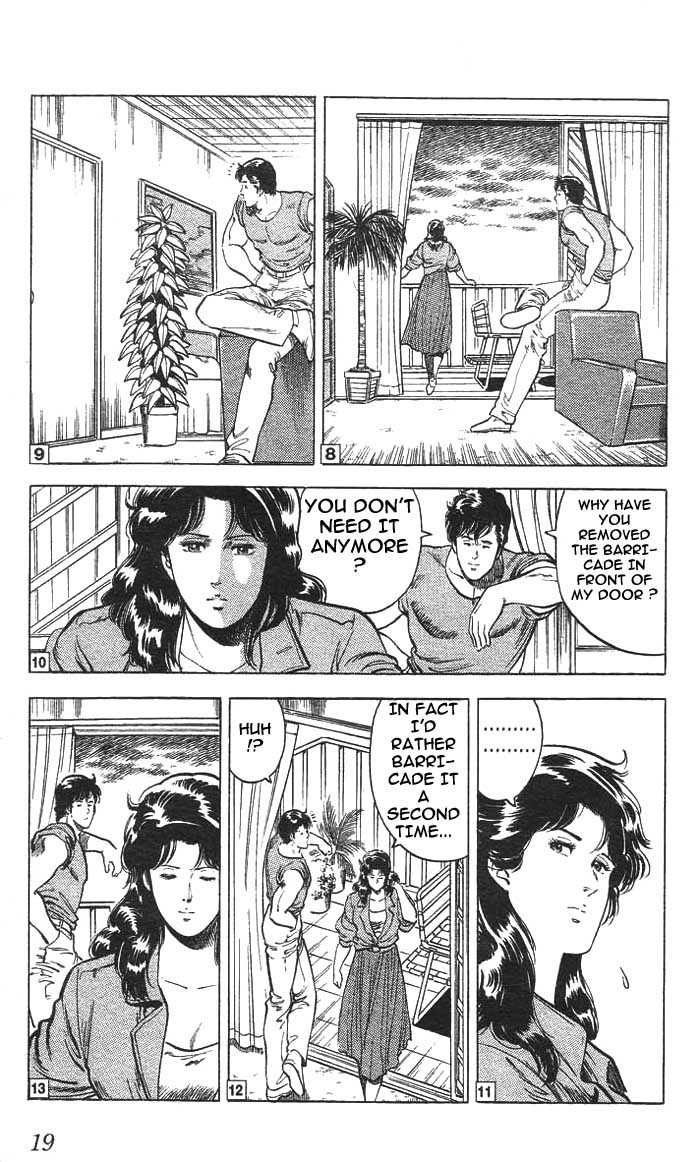 8
9
WHY HAVE
YOU
REMOVED
THE BARRI-
CADE IN
FRONT OF
MY DOOR ?
YOU DON'T
NEED IT
ANYMORE
?
10
.........
.........
11
IN FACT
I'D
RATHER
BARRI-
CADE IT
A
SECOND
TIME...
HUH
!?
12
13
19